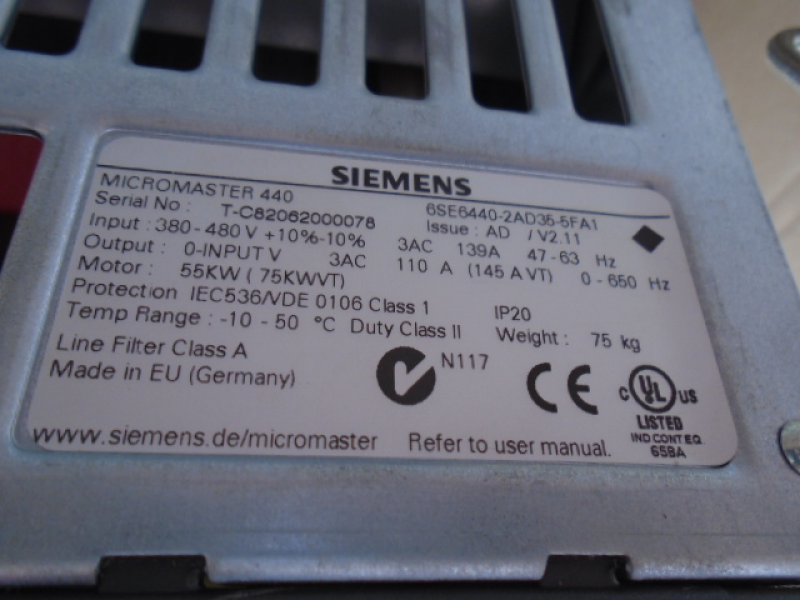 SIEMENS
MICROMASTER 440 6SE6440-2AD35-5FA1
Serial No : T-C82062000078 Issue : AD / V2.11
Input : 380-480V +10%-10% 3AC 139A 47-63 Hz
Output : 0-INPUT V 3AC 110 A (145 A VT) 0-650 Hz
Motor : 55KW ( 75KWVT)
Protection IEC536/VDE 0106 Class 1 IP20
Temp Range : -10 - 50 °C Duty Class II Weight : 75 kg
Line Filter Class A
Made in EU (Germany)
N117
CE
C UL US
LISTED
IND CONT EQ.
658A
www.siemens.de/micromaster Refer to user manual.